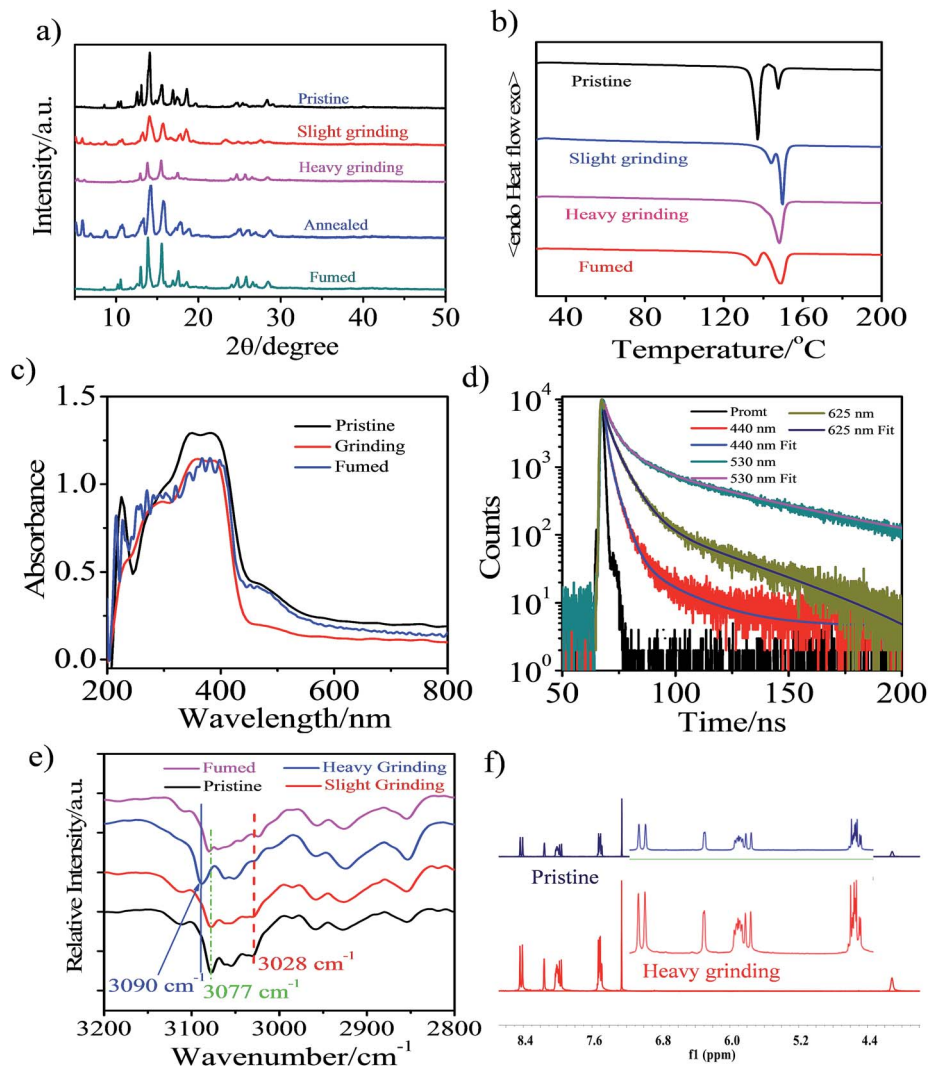 a)
Intensity/a.u.
Pristine
Slight grinding
Heavy grinding
Annealed
Fumed
10 20 30 40 50
2θ/degree
b)
<endo Heat flow exo>
Pristine
Slight grinding
Heavy grinding
Fumed
40 80 120 160 200
Temperature/°C
c)
Absorbance
1.5
1.0
0.5
0.0
Pristine
Grinding
Fumed
200 400 600 800
Wavelength/nm
d)
Counts
10⁴
10³
10²
10¹
10⁰
Promt
440 nm
440 nm Fit
530 nm
530 nm Fit
625 nm
625 nm Fit
50 100 150 200
Time/ns
e)
Relative Intensity/a.u.
Fumed Heavy Grinding
Pristine Slight Grinding
3028 cm⁻¹
3090 cm⁻¹
3077 cm⁻¹
3200 3100 3000 2900 2800
Wavenumber/cm⁻¹
f)
Pristine
Heavy grinding
8.4 7.6 6.8 6.0 5.2 4.4
f1 (ppm)